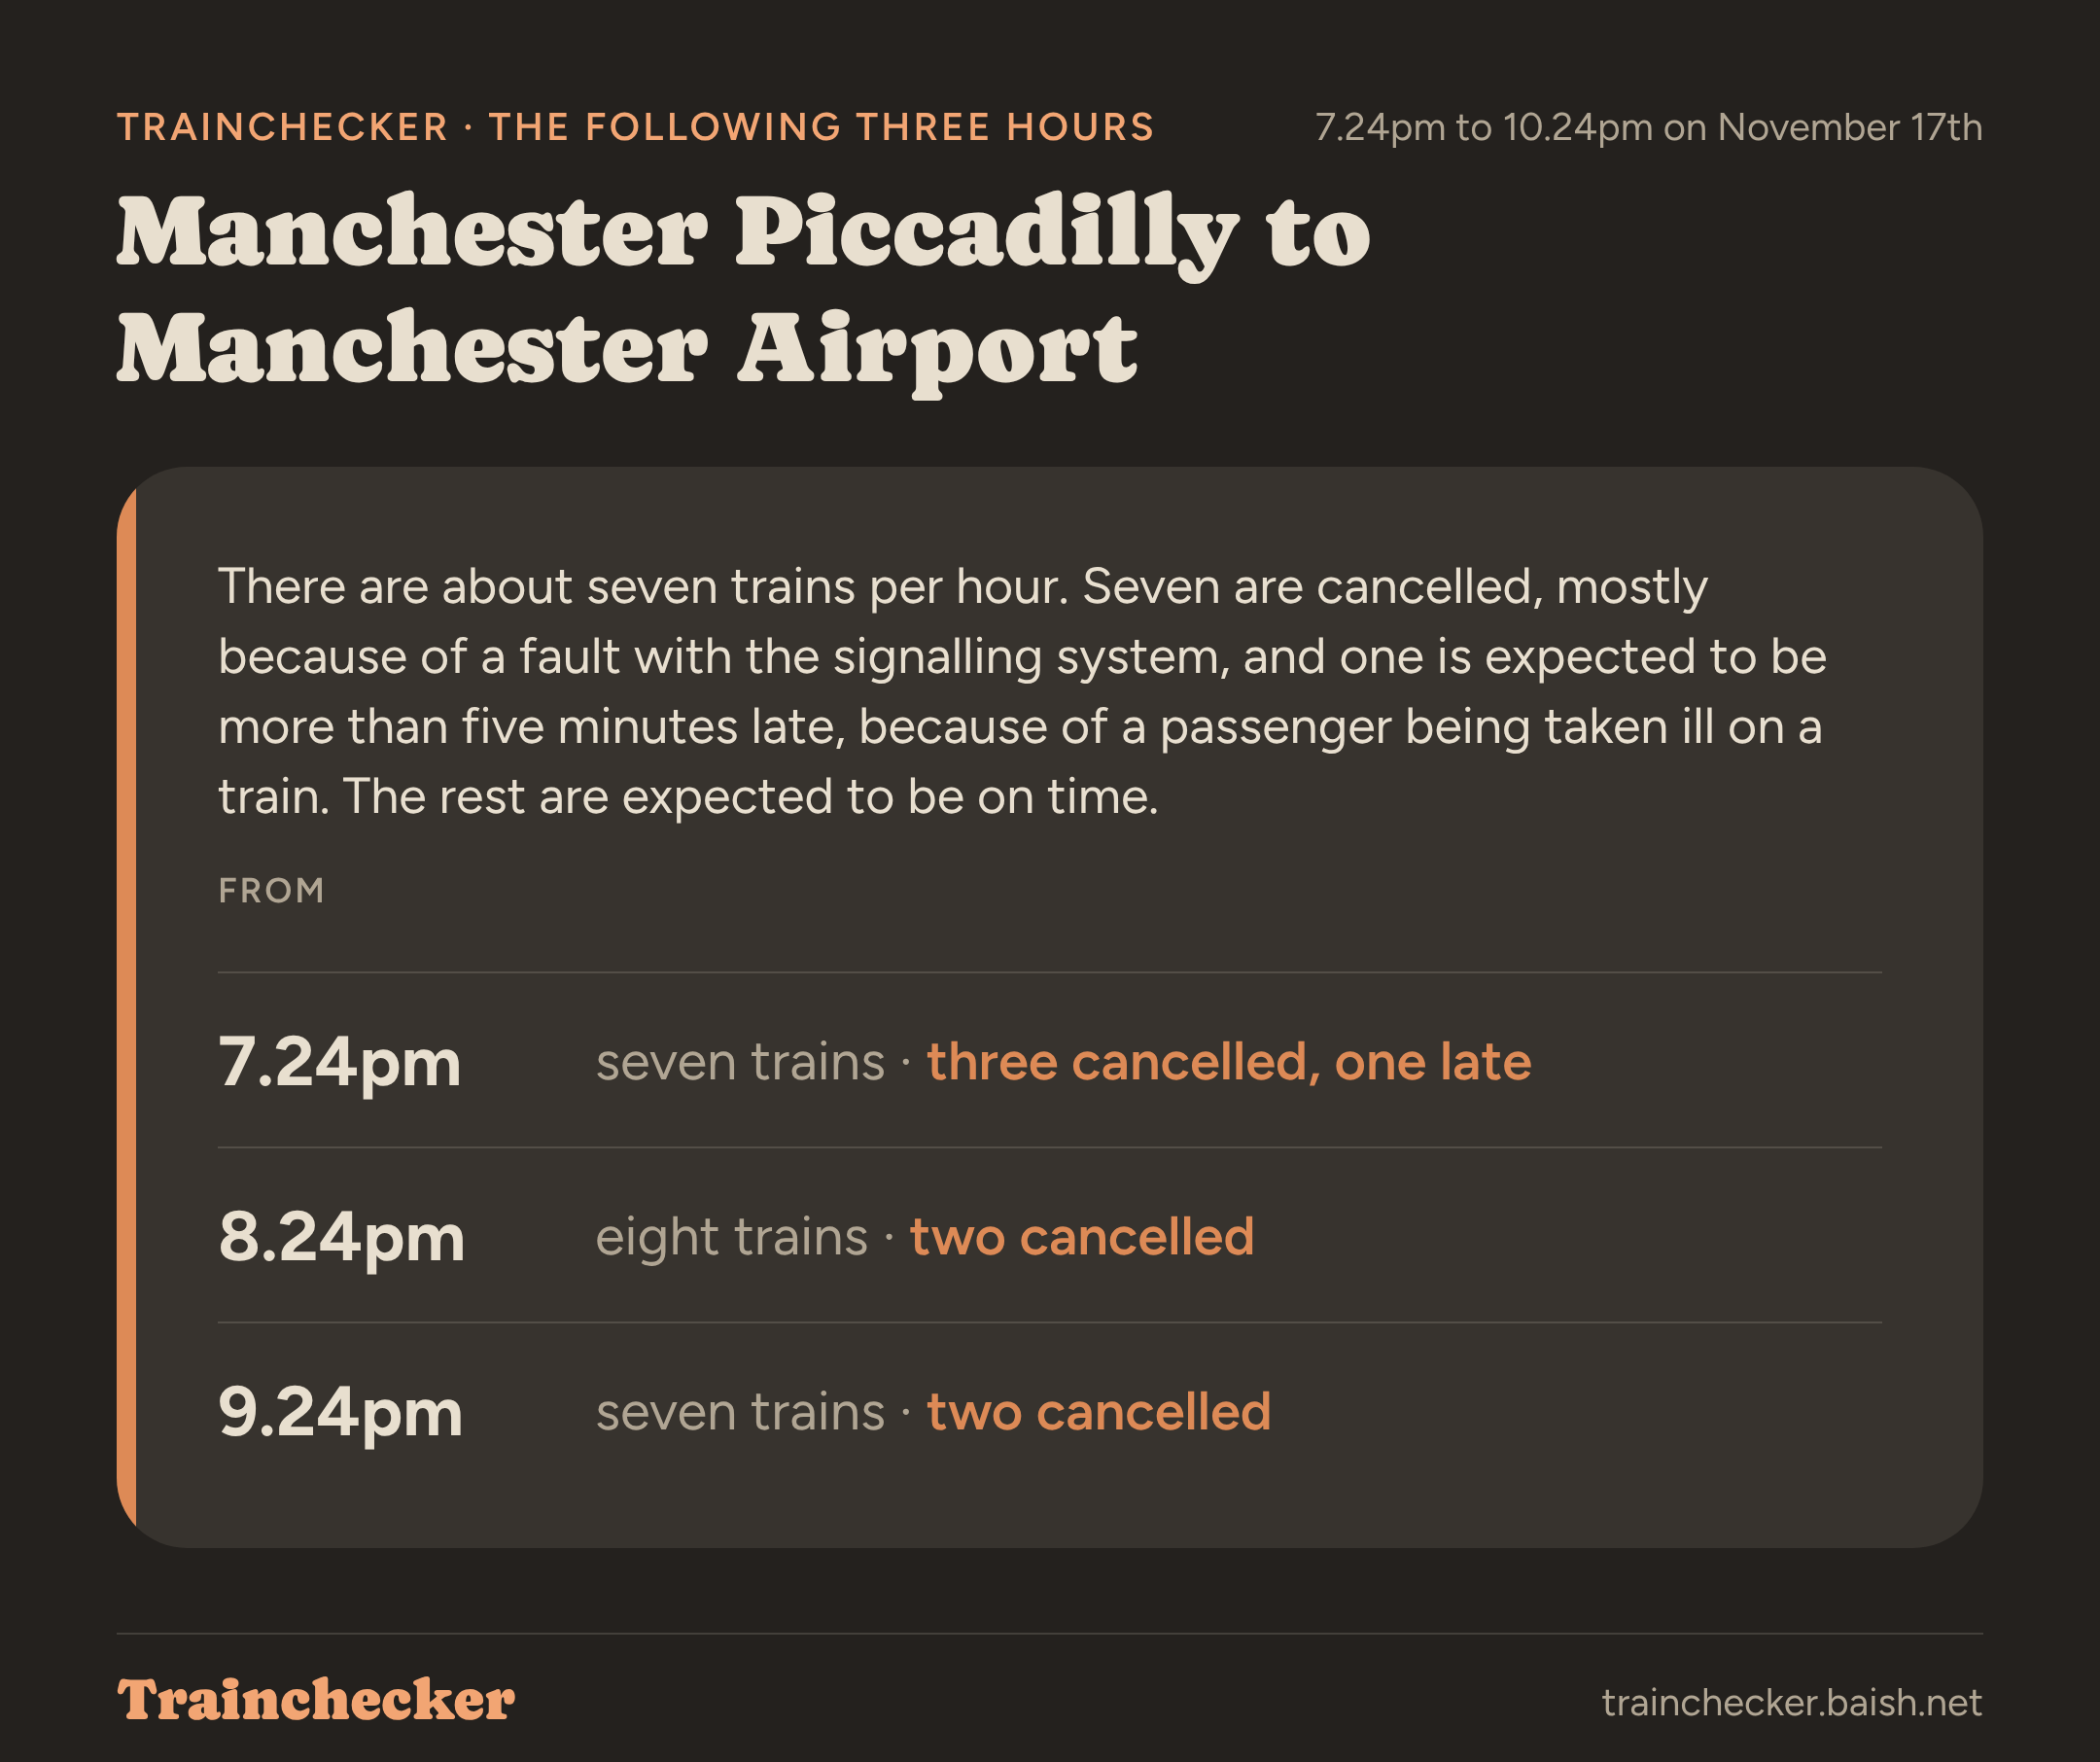 TRAINCHECKER · THE FOLLOWING THREE HOURS
7.24pm to 10.24pm on November 17th
Manchester Piccadilly to
Manchester Airport
There are about seven trains per hour. Seven are cancelled, mostly
because of a fault with the signalling system, and one is expected to be
more than five minutes late, because of a passenger being taken ill on a
train. The rest are expected to be on time.
FROM
7.24pm seven trains · three cancelled, one late
8.24pm eight trains · two cancelled
9.24pm seven trains · two cancelled
Trainchecker
trainchecker.baish.net